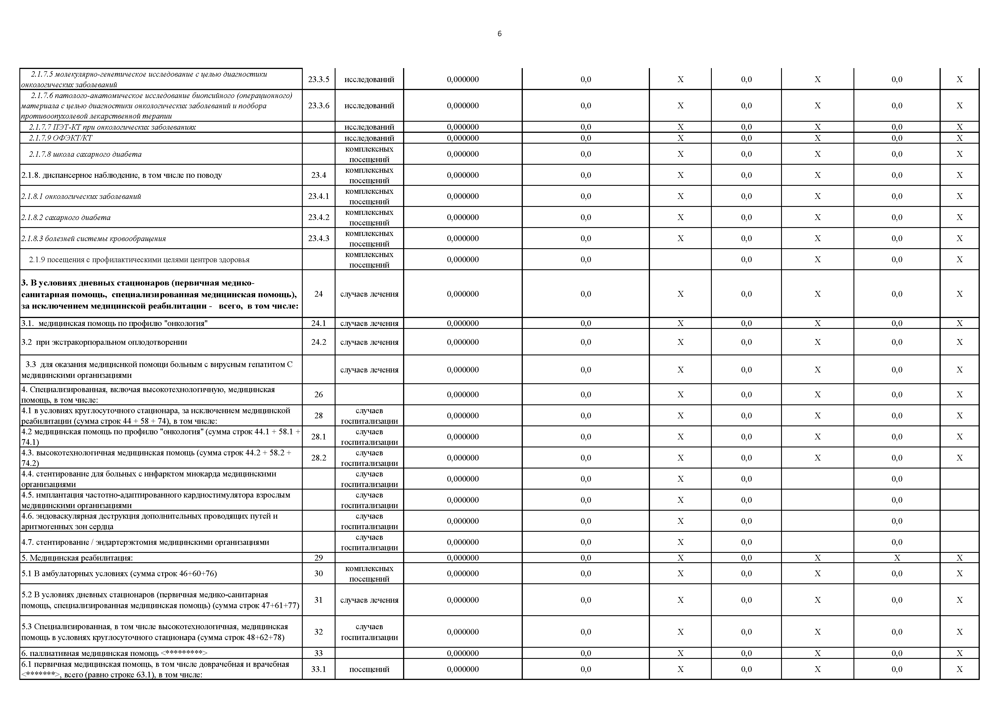 6
2.1.7.5 молекулярно-генетическое исследование с целью диагностики
онкологических заболеваний
23.3.5 исследований 0,000000 0,0 X 0,0 X 0,0 X
2.1.7.6 патолого-анатомическое исследование биопсийного (операционного)
материала с целью диагностики онкологических заболеваний и подбора
противоопухолевой лекарственной терапии
23.3.6 исследований 0,000000 0,0 X 0,0 X 0,0 X
2.1.7.7 ПЭТ-КТ при онкологических заболеваниях исследований 0,000000 0,0 X 0,0 X 0,0 X
2.1.7.9 ОФЭКТ/КТ исследований 0,000000 0,0 X 0,0 X 0,0 X
2.1.7.8 школа сахарного диабета
комплексных
посещений
0,000000 0,0 X 0,0 X 0,0 X
2.1.8. диспансерное наблюдение, в том числе по поводу 23.4
комплексных
посещений
0,000000 0,0 X 0,0 X 0,0 X
2.1.8.1 онкологических заболеваний 23.4.1
комплексных
посещений
0,000000 0,0 X 0,0 X 0,0 X
2.1.8.2 сахарного диабета 23.4.2
комплексных
посещений
0,000000 0,0 X 0,0 X 0,0 X
2.1.8.3 болезней системы кровообращения 23.4.3
комплексных
посещений
0,000000 0,0 X 0,0 X 0,0 X
2.1.9 посещения с профилактическими целями центров здоровья
комплексных
посещений
0,000000 0,0 0,0 X 0,0 X
3. В условиях дневных стационаров (первичная медико-
санитарная помощь, специализированная медицинская помощь),
за исключением медицинской реабилитации - всего, в том числе:
24 случаев лечения 0,000000 0,0 X 0,0 X 0,0 X
3.1. медицинская помощь по профилю "онкология" 24.1 случаев лечения 0,000000 0,0 X 0,0 X 0,0 X
3.2 при экстракорпоральном оплодотворении 24.2 случаев лечения 0,000000 0,0 X 0,0 X 0,0 X
3.3 для оказания медициснкой помощи больным с вирусным гепатитом С
медицинскими организациями
случаев лечения 0,000000 0,0 X 0,0 X 0,0 X
4. Специализированная, включая высокотехнологичную, медицинская
помощь, в том числе:
26 0,000000 0,0 X 0,0 X 0,0 X
4.1 в условиях круглосуточного стационара, за исключением медицинской
реабилитации (сумма строк 44 + 58 + 74), в том числе:
28
случаев
госпитализации
0,000000 0,0 X 0,0 X 0,0 X
4.2 медицинская помощь по профилю "онкология" (сумма строк 44.1 + 58.1 +
74.1)
28.1
случаев
госпитализации
0,000000 0,0 X 0,0 X 0,0 X
4.3. высокотехнологичная медицинская помощь (сумма строк 44.2 + 58.2 +
74.2)
28.2
случаев
госпитализации
0,000000 0,0 X 0,0 X 0,0 X
4.4. стентирование для больных с инфарктом миокарда медицинскими
организациями
случаев
госпитализации
0,000000 0,0 X 0,0 0,0
4.5. имплантация частотно-адаптированного кардиостимулятора взрослым
медицинскими организациями
случаев
госпитализации
0,000000 0,0 X 0,0 0,0
4.6. эндоваскулярная деструкция дополнительных проводящих путей и
аритмогенных зон сердца
случаев
госпитализации
0,000000 0,0 X 0,0 0,0
4.7. стентирование / эндартерэктомия медицинскими организациями
случаев
госпитализации
0,000000 0,0 X 0,0 0,0
5. Медицинская реабилитация: 29 0,000000 0,0 X 0,0 X X X
5.1 В амбулаторных условиях (сумма строк 46+60+76) 30
комплексных
посещений
0,000000 0,0 X 0,0 X 0,0 X
5.2 В условиях дневных стационаров (первичная медико-санитарная
помощь, специализированная медицинская помощь) (сумма строк 47+61+77)
31 случаев лечения 0,000000 0,0 X 0,0 X 0,0 X
5.3 Специализированная, в том числе высокотехнологичная, медицинская
помощь в условиях круглосуточного стационара (сумма строк 48+62+78)
32
случаев
госпитализации
0,000000 0,0 X 0,0 X 0,0 X
6. паллиативная медицинская помощь <*********> 33 0,000000 0,0 X 0,0 X 0,0 X
6.1 первичная медицинская помощь, в том числе доврачебная и врачебная
<*******>, всего (равно строке 63.1), в том числе:
33.1 посещений 0,000000 0,0 X 0,0 X 0,0 X